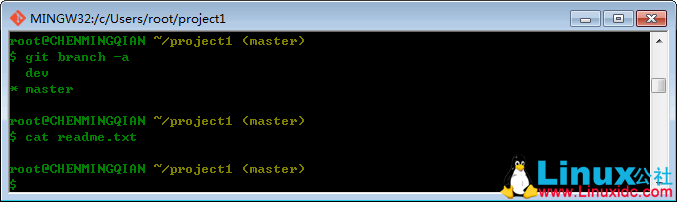 MINGW32:/c/Users/root/project1
root@CHENMINGQIAN ~/project1 (master)
$ git branch -a
  dev
* master
root@CHENMINGQIAN ~/project1 (master)
$ cat readme.txt
root@CHENMINGQIAN ~/project1 (master)
$
Linux公社
www.Linuxidc.com